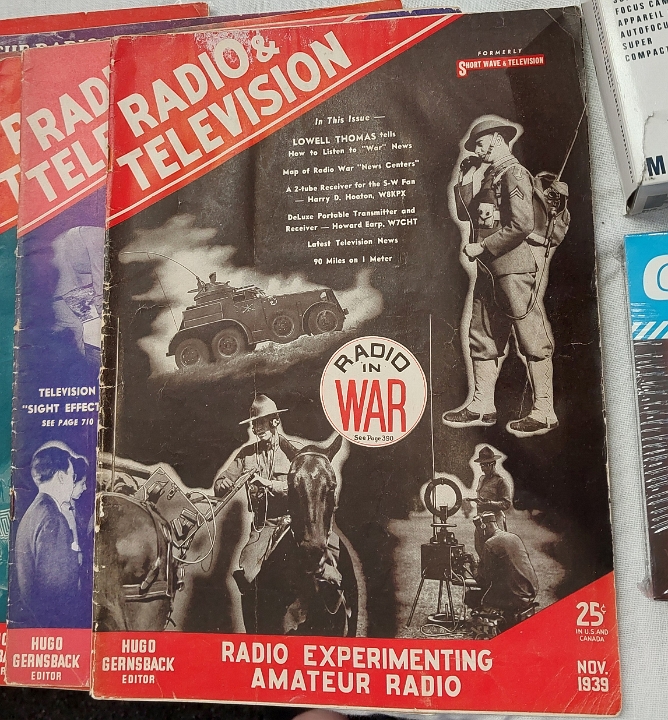 RADIO &
TELEVISION
FORMERLY
SHORT WAVE & TELEVISION
In This Issue —
LOWELL THOMAS tells
How to Listen to "War" News
Map of Radio War "News Centers"
A 2-tube Receiver for the S-W Fan
— Harry D. Hooton, W8KPX
DeLuxe Portable Transmitter and
Receiver — Howard Earp, W7CHT
Latest Television News
90 Miles on 1 Meter
RADIO
IN
WAR
See Page 390
25¢
IN U.S. AND
CANADA
HUGO
GERNSBACK
EDITOR
RADIO EXPERIMENTING
AMATEUR RADIO
NOV.
1939
RADI
TELE
TELEVISION
"SIGHT EFFECT
SEE PAGE 710
HUGO
GERNSBACK
EDITOR
FOCUS CA
APPAREIL
AUTOFOCU
SUPER
COMPAC
M